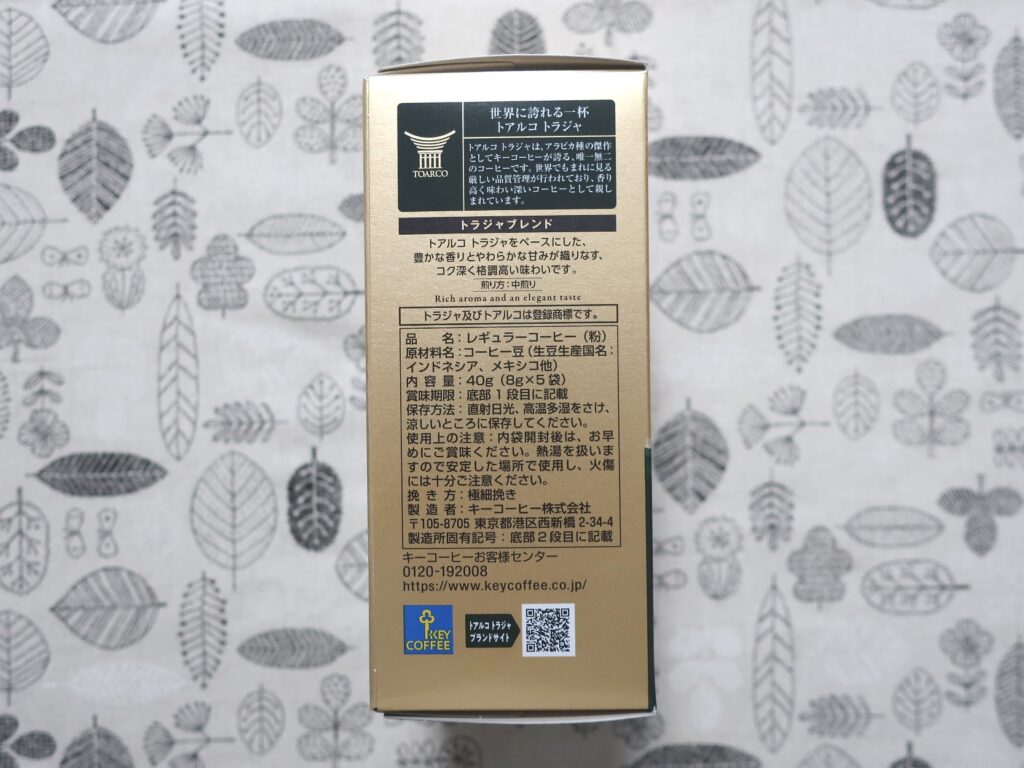 TOARCO
世界に誇れる一杯
トアルコ トラジャ
トアルコ トラジャは、アラビカ種の傑作
としてキーコーヒーが誇る、唯一無二
のコーヒーです。世界でもまれに見る
厳しい品質管理が行われており、香り
高く味わい深いコーヒーとして親し
まれています。
トラジャブレンド
トアルコ トラジャをベースにした、
豊かな香りとやわらかな甘みが織りなす、
コク深く格調高い味わいです。
煎り方：中煎り
Rich aroma and an elegant taste
トラジャ及びトアルコは登録商標です。
品 名：レギュラーコーヒー（粉）
原材料名：コーヒー豆（生豆生産国名：
インドネシア、メキシコ他）
内 容 量：40g（8g×5袋）
賞味期限：底部1段目に記載
保存方法：直射日光、高温多湿をさけ、
涼しいところに保存してください。
使用上の注意：内袋開封後は、お早
めにご賞味ください。熱湯を扱いま
すので安定した場所で使用し、火傷
には十分ご注意ください。
挽 き 方：極細挽き
製 造 者：キーコーヒー株式会社
〒105-8705 東京都港区西新橋 2-34-4
製造所固有記号：底部2段目に記載
キーコーヒーお客様センター
0120-192008
https://www.keycoffee.co.jp/
KEY
COFFEE
トアルコ トラジャ
ブランドサイト